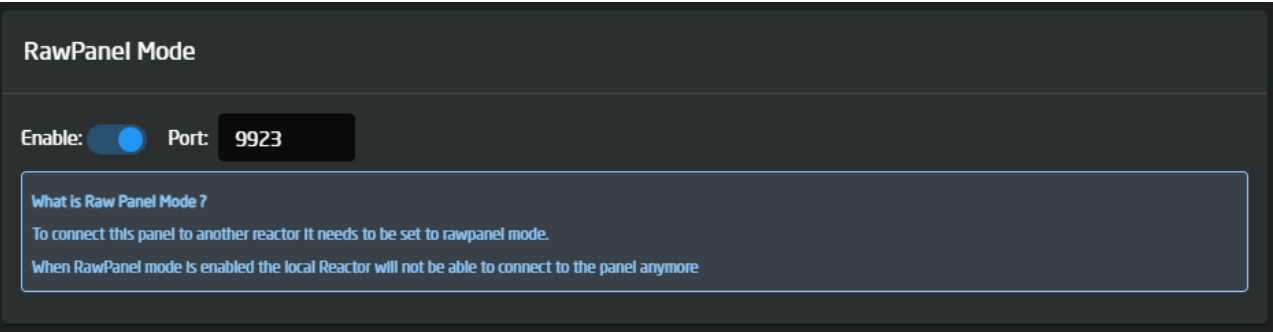 RawPanel Mode
Enable: Port: 9923
What is Raw Panel Mode ?
To connect this panel to another reactor it needs to be set to rawpanel mode.
When RawPanel mode is enabled the local Reactor will not be able to connect to the panel anymore